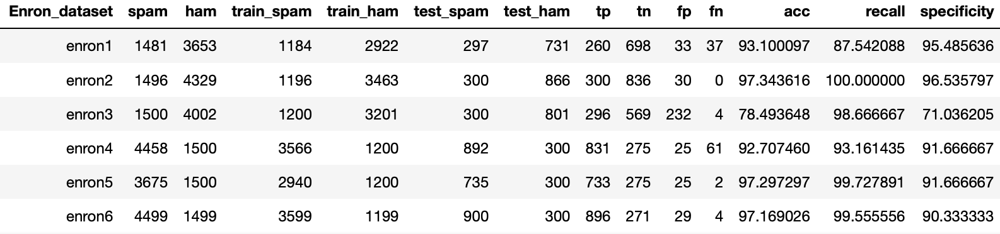 Enron_dataset spam ham train_spam train_ham test_spam test_ham tp tn fp fn acc recall specificity
enron1 1481 3653 1184 2922 297 731 260 698 33 37 93.100097 87.542088 95.485636
enron2 1496 4329 1196 3463 300 866 300 836 30 0 97.343616 100.000000 96.535797
enron3 1500 4002 1200 3201 300 801 296 569 232 4 78.493648 98.666667 71.036205
enron4 4458 1500 3566 1200 892 300 831 275 25 61 92.707460 93.161435 91.666667
enron5 3675 1500 2940 1200 735 300 733 275 25 2 97.297297 99.727891 91.666667
enron6 4499 1499 3599 1199 900 300 896 271 29 4 97.169026 99.555556 90.333333